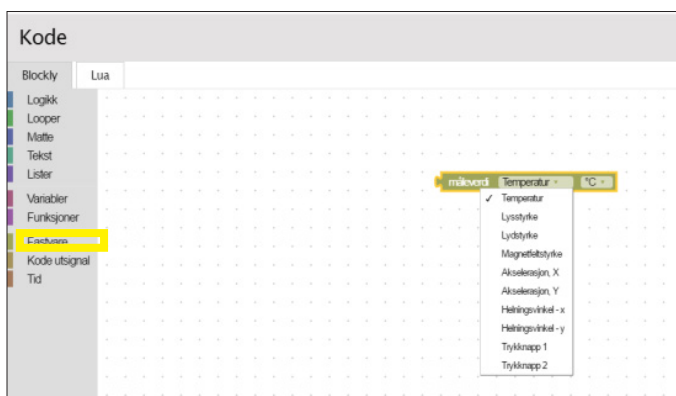 Kode
Blockly Lua
Logikk
Looper
Matte
Tekst
Lister
Variabler
Funksjoner
Fastvare
Kode utsignal
Tid
måleverdi Temperatur °C
✓ Temperatur
Lysstyrke
Lydstyrke
Magnetfeltstyrke
Akselerasjon, X
Akselerasjon, Y
Helningsvinkel - x
Helningsvinkel - y
Trykknapp 1
Trykknapp 2